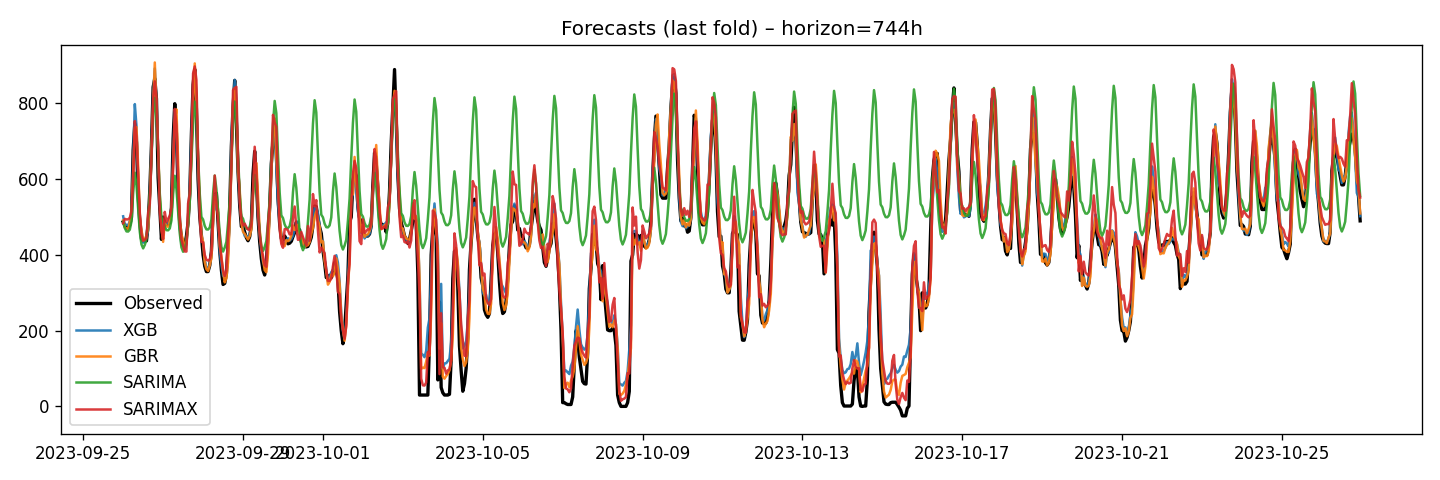 Forecasts (last fold) – horizon=744h
800
600
400
200
0
Observed
XGB
GBR
SARIMA
SARIMAX
2023-09-25 2023-09-29 2023-10-01 2023-10-05 2023-10-09 2023-10-13 2023-10-17 2023-10-21 2023-10-25